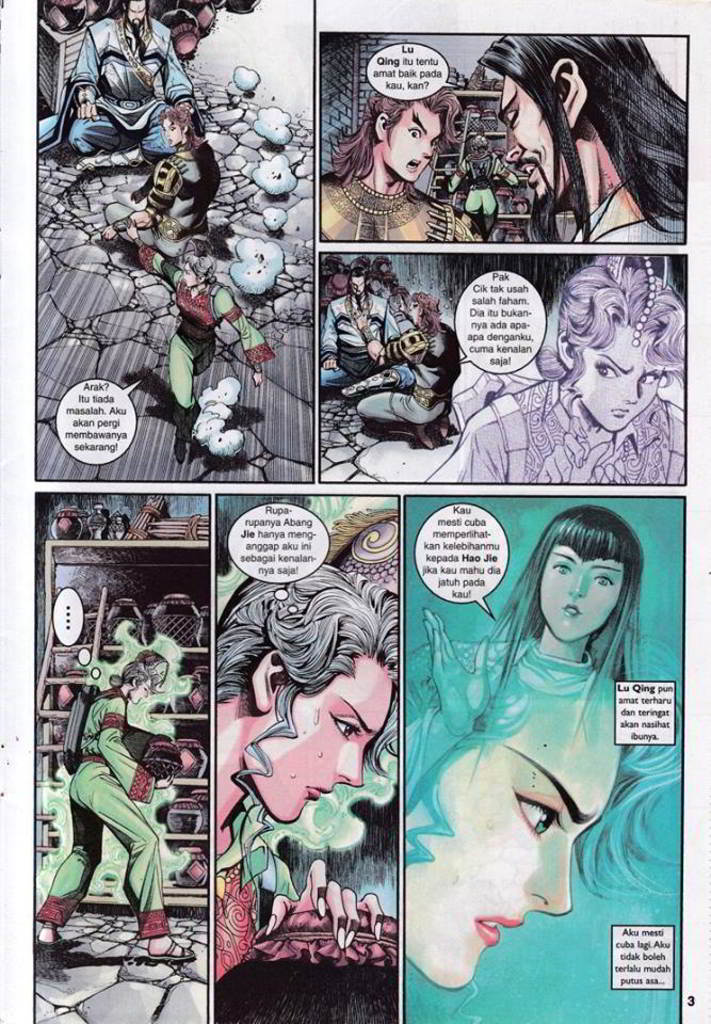 Arak?
Itu tiada
masalah. Aku
akan pergi
membawanya
sekarang!
Lu
Qing itu tentu
amat baik pada
kau, kan?
Pak
Cik tak usah
salah faham.
Dia itu bukan-
nya ada apa-
apa denganku,
cuma kenalan
saja!
....
Rupa-
rupanya Abang
Jie hanya meng-
anggap aku ini
sebagai kenalan-
nya saja!
Kau
mesti cuba
memperlihat-
kan kelebihanmu
kepada Hao Jie
jika kau mahu dia
jatuh pada
kau!
Lu Qing pun
amat terharu
dan teringat
akan nasihat
ibunya.
Aku mesti
cuba lagi. Aku
tidak boleh
terlalu mudah
putus asa...
3